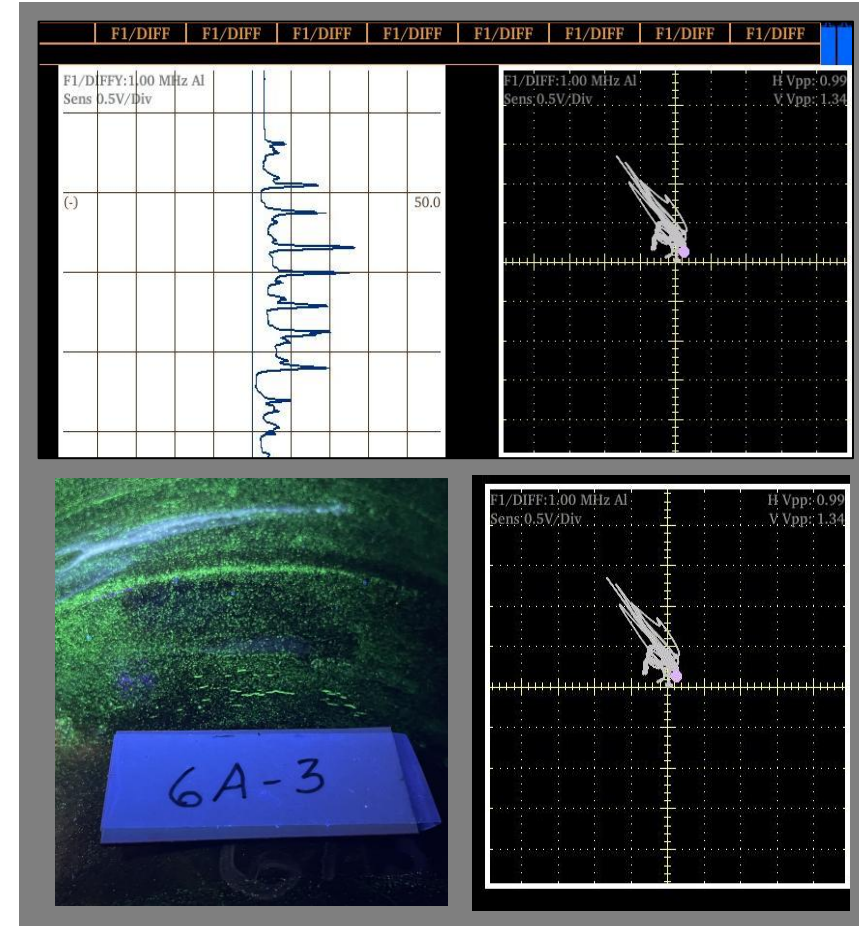 F1/DIFF F1/DIFF F1/DIFF F1/DIFF F1/DIFF F1/DIFF F1/DIFF F1/DIFF
F1/DIFFY:1.00 MHz Al
Sens 0.5V/Div
(-) 50.0
F1/DIFF:1.00 MHz Al H Vpp: 0.99
Sens 0.5V/Div V Vpp: 1.34
6A-3
F1/DIFF:1.00 MHz Al H Vpp: 0.99
Sens 0.5V/Div V Vpp: 1.34